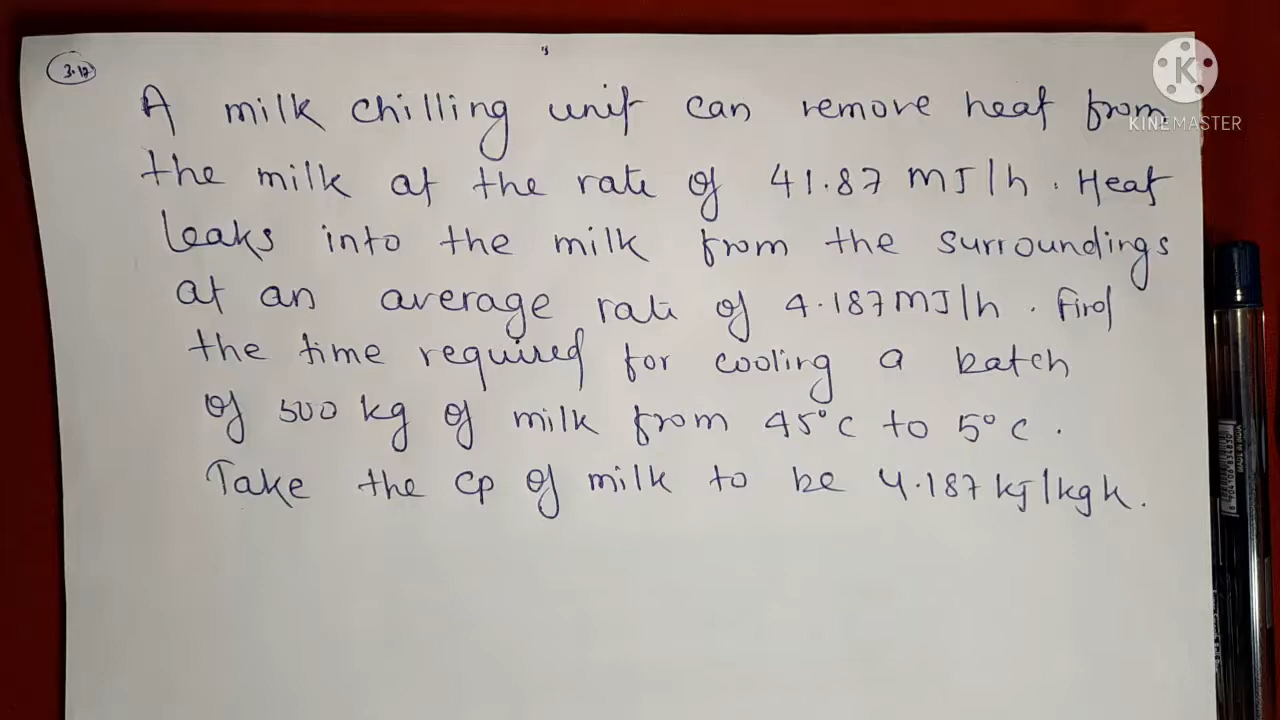 3.12
A milk chilling unit can remove heat from
KINEMASTER
the milk at the rate of 41.87 MJ/h. Heat
leaks into the milk from the surroundings
at an average rate of 4.187 MJ/h. Find
the time required for cooling a batch
of 500 kg of milk from 45°C to 5°C.
Take the cp of milk to be 4.187 kJ/kg K.